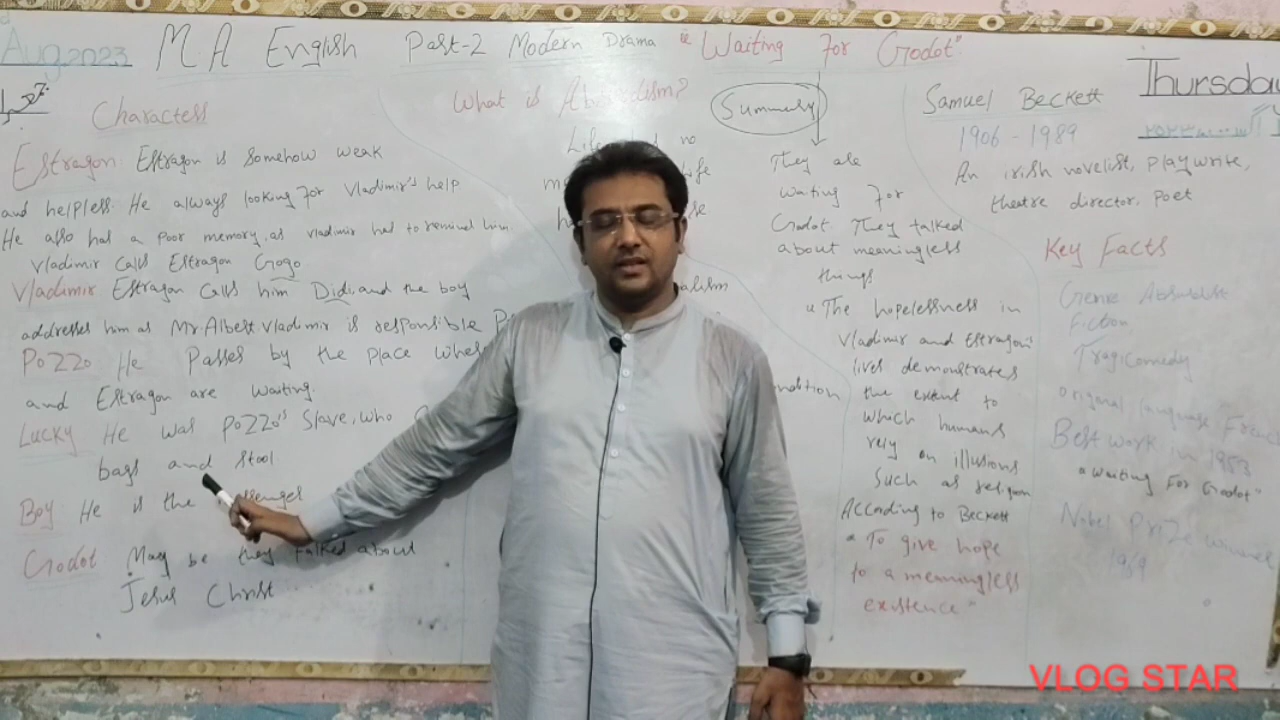 Aug 2023
M.A English Part-2 Modern Drama "Waiting For Godot"
Thursday
Characters
Estragon Estragon is somehow weak
and helpless. He always looking for Vladimir's help
He also has a poor memory, as vladimir had to remind him.
Vladimir calls Estragon Gogo
Vladimir Estragon calls him Didi, and the boy
addresses him as Mr. Albert. Vladimir is responsible
Pozzo He Passes by the place where
and Estragon are waiting.
Lucky He was Pozzo's Slave, who
bags and stool
Boy He is the
Godot May be they talked about
Jesus Christ
What is Absurdism?
no
Summery
They are
waiting for
Godot. They talked
about meaningless
things
"The hopelessness in
Vladimir and Estragon's
lives demonstrates
the extent to
which humans
rely on illusions
such as religion
According to Beckett
"To give hope
to a meaningless
existence"
Samuel Beckett
1906 - 1989
An irish novelist, playwrite,
theatre director, Poet
Key Facts
Genre Absurdist
Fiction
Tragicomedy
original language
Best work in 1953
"Waiting For Godot"
Nobel Prize winner
1969
VLOG STAR